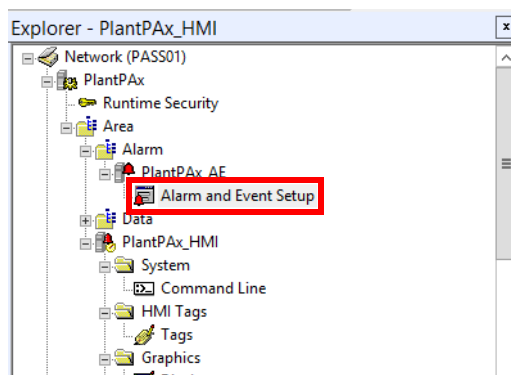 Explorer - PlantPAx_HMI
x
Network (PASS01)
PlantPAx
Runtime Security
Area
Alarm
PlantPAx_AE
Alarm and Event Setup
Data
PlantPAx_HMI
System
Command Line
HMI Tags
Tags
Graphics